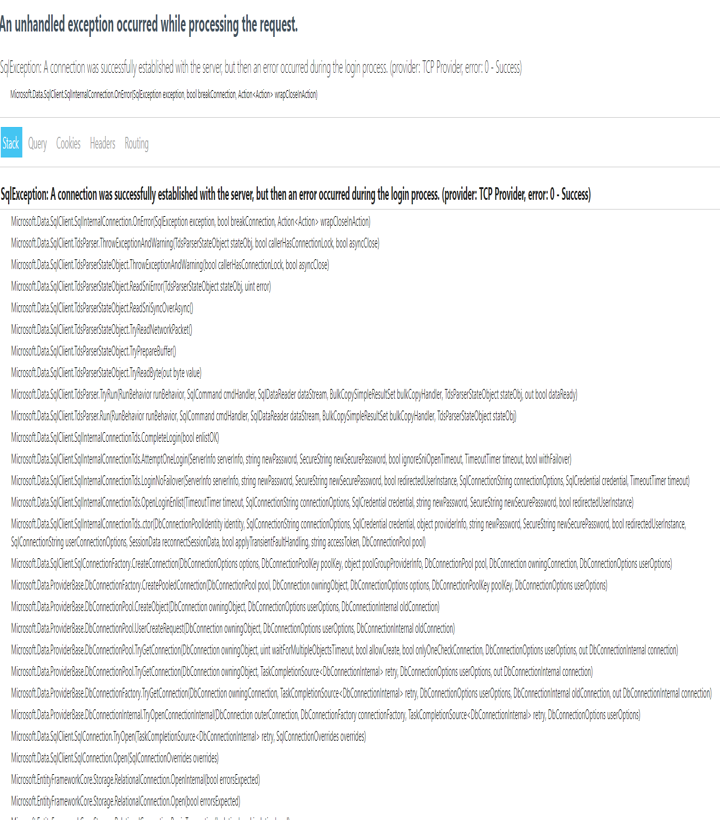 An unhandled exception occurred while processing the request.
SqlException: A connection was successfully established with the server, but then an error occurred during the login process. (provider: TCP Provider, error: 0 - Success)
Microsoft.Data.SqlClient.SqlInternalConnection.OnError(SqlException exception, bool breakConnection, Action<Action> wrapCloseInAction)
Stack Query Cookies Headers Routing
SqlException: A connection was successfully established with the server, but then an error occurred during the login process. (provider: TCP Provider, error: 0 - Success)
Microsoft.Data.SqlClient.SqlInternalConnection.OnError(SqlException exception, bool breakConnection, Action<Action> wrapCloseInAction)
Microsoft.Data.SqlClient.TdsParser.ThrowExceptionAndWarning(TdsParserStateObject stateObj, bool callerHasConnectionLock, bool asyncClose)
Microsoft.Data.SqlClient.TdsParserStateObject.ThrowExceptionAndWarning(bool callerHasConnectionLock, bool asyncClose)
Microsoft.Data.SqlClient.TdsParserStateObject.ReadSniError(TdsParserStateObject stateObj, uint error)
Microsoft.Data.SqlClient.TdsParserStateObject.ReadSniSyncOverAsync()
Microsoft.Data.SqlClient.TdsParserStateObject.TryReadNetworkPacket()
Microsoft.Data.SqlClient.TdsParserStateObject.TryPrepareBuffer()
Microsoft.Data.SqlClient.TdsParserStateObject.TryReadByte(out byte value)
Microsoft.Data.SqlClient.TdsParser.TryRun(RunBehavior runBehavior, SqlCommand cmdHandler, SqlDataReader dataStream, BulkCopySimpleResultSet bulkCopyHandler, TdsParserStateObject stateObj, out bool dataReady)
Microsoft.Data.SqlClient.TdsParser.Run(RunBehavior runBehavior, SqlCommand cmdHandler, SqlDataReader dataStream, BulkCopySimpleResultSet bulkCopyHandler, TdsParserStateObject stateObj)
Microsoft.Data.SqlClient.SqlInternalConnectionTds.CompleteLogin(bool enlistOK)
Microsoft.Data.SqlClient.SqlInternalConnectionTds.AttemptOneLogin(ServerInfo serverInfo, string newPassword, SecureString newSecurePassword, bool ignoreSniOpenTimeout, TimeoutTimer timeout, bool withFailover)
Microsoft.Data.SqlClient.SqlInternalConnectionTds.LoginNoFailover(ServerInfo serverInfo, string newPassword, SecureString newSecurePassword, bool redirectedUserInstance, SqlConnectionString connectionOptions, SqlCredential credential, TimeoutTimer timeout)
Microsoft.Data.SqlClient.SqlInternalConnectionTds.OpenLoginEnlist(TimeoutTimer timeout, SqlConnectionString connectionOptions, SqlCredential credential, string newPassword, SecureString newSecurePassword, bool redirectedUserInstance)
Microsoft.Data.SqlClient.SqlInternalConnectionTds..ctor(DbConnectionPoolIdentity identity, SqlConnectionString connectionOptions, SqlCredential credential, object providerInfo, string newPassword, SecureString newSecurePassword, bool redirectedUserInstance,
SqlConnectionString userConnectionOptions, SessionData reconnectSessionData, bool applyTransientFaultHandling, string accessToken, DbConnectionPool pool)
Microsoft.Data.SqlClient.SqlConnectionFactory.CreateConnection(DbConnectionOptions options, DbConnectionPoolKey poolKey, object poolGroupProviderInfo, DbConnectionPool pool, DbConnection owningConnection, DbConnectionOptions userOptions)
Microsoft.Data.ProviderBase.DbConnectionFactory.CreatePooledConnection(DbConnectionPool pool, DbConnection owningObject, DbConnectionOptions options, DbConnectionPoolKey poolKey, DbConnectionOptions userOptions)
Microsoft.Data.ProviderBase.DbConnectionPool.CreateObject(DbConnection owningObject, DbConnectionOptions userOptions, DbConnectionInternal oldConnection)
Microsoft.Data.ProviderBase.DbConnectionPool.UserCreateRequest(DbConnection owningObject, DbConnectionOptions userOptions, DbConnectionInternal oldConnection)
Microsoft.Data.ProviderBase.DbConnectionPool.TryGetConnection(DbConnection owningObject, uint waitForMultipleObjectsTimeout, bool allowCreate, bool onlyOneCheckConnection, DbConnectionOptions userOptions, out DbConnectionInternal connection)
Microsoft.Data.ProviderBase.DbConnectionPool.TryGetConnection(DbConnection owningObject, TaskCompletionSource<DbConnectionInternal> retry, DbConnectionOptions userOptions, out DbConnectionInternal connection)
Microsoft.Data.ProviderBase.DbConnectionFactory.TryGetConnection(DbConnection owningConnection, TaskCompletionSource<DbConnectionInternal> retry, DbConnectionOptions userOptions, DbConnectionInternal oldConnection, out DbConnectionInternal connection)
Microsoft.Data.ProviderBase.DbConnectionInternal.TryOpenConnectionInternal(DbConnection outerConnection, DbConnectionFactory connectionFactory, TaskCompletionSource<DbConnectionInternal> retry, DbConnectionOptions userOptions)
Microsoft.Data.SqlClient.SqlConnection.TryOpen(TaskCompletionSource<DbConnectionInternal> retry, SqlConnectionOverrides overrides)
Microsoft.Data.SqlClient.SqlConnection.Open(SqlConnectionOverrides overrides)
Microsoft.EntityFrameworkCore.Storage.RelationalConnection.OpenInternal(bool errorsExpected)
Microsoft.EntityFrameworkCore.Storage.RelationalConnection.Open(bool errorsExpected)